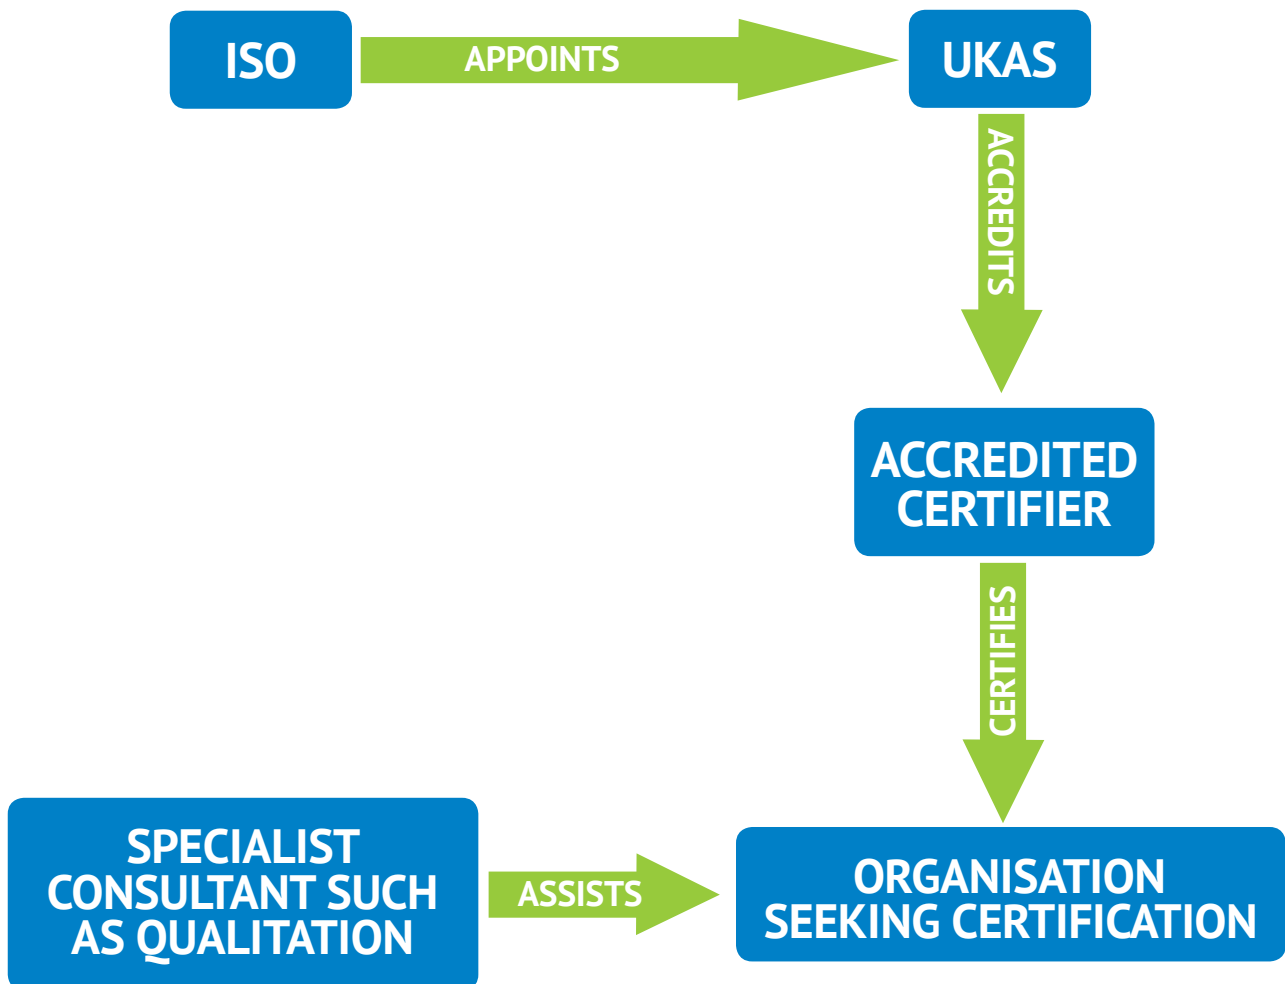 ISO
APPOINTS
UKAS
ACCREDITS
ACCREDITED
CERTIFIER
CERTIFIES
SPECIALIST
CONSULTANT SUCH
AS QUALITATION
ASSISTS
ORGANISATION
SEEKING CERTIFICATION